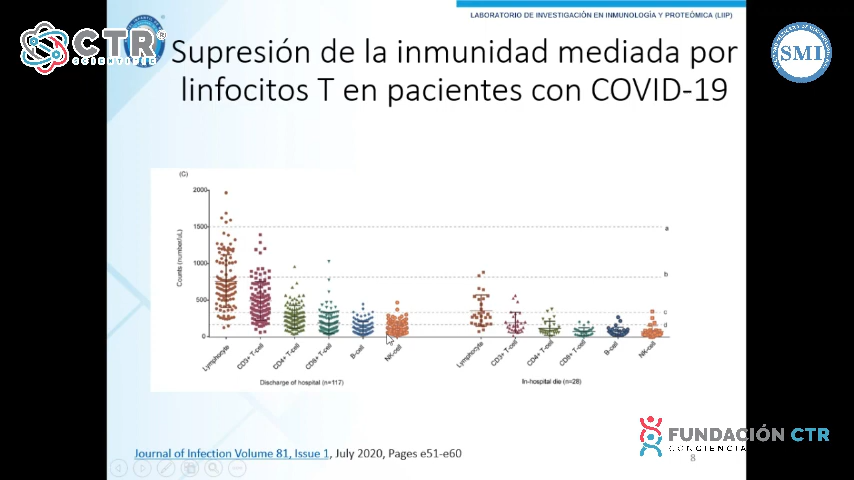 LABORATORIO DE INVESTIGACIÓN EN INMUNOLOGÍA Y PROTEÓMICA (LIIP)
CTR
SCIENTIFIC
SMI
Supresión de la inmunidad mediada por
linfocitos T en pacientes con COVID-19
(C)
Counts (number/uL)
2000
1500
1000
500
0
a
b
c
d
Lymphocyte
CD3+ T-cell
CD4+ T-cell
CD8+ T-cell
B-cell
NK-cell
Lymphocyte
CD3+ T-cell
CD4+ T-cell
CD8+ T-cell
B-cell
NK-cell
Discharge of hospital (n=117)
In-hospital die (n=28)
FUNDACIÓN CTR
CONCIENCIA
Journal of Infection Volume 81, Issue 1, July 2020, Pages e51-e60
8